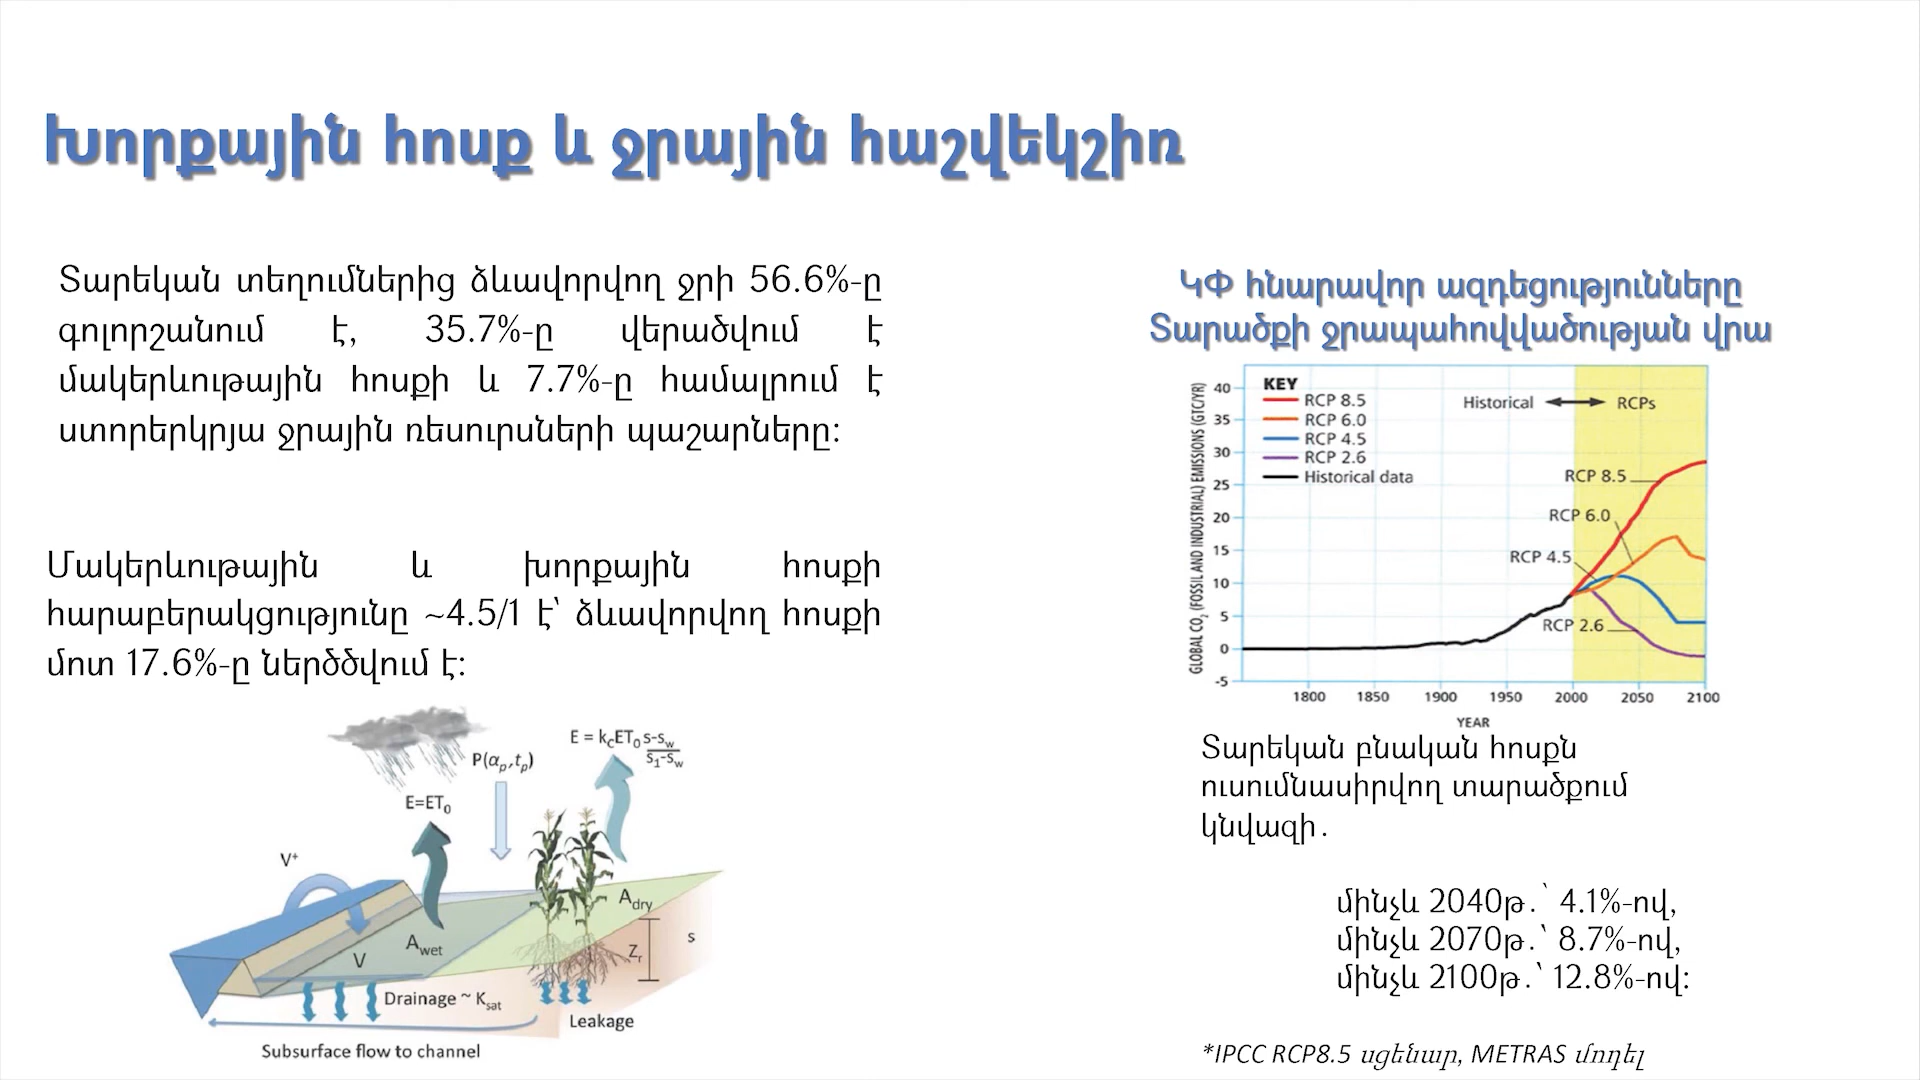 Խորքային հոսք և ջրային հաշվեկշիռ
Տարեկան տեղումներից ձևավորվող ջրի 56.6%-ը
գոլորշանում է, 35.7%-ը վերածվում է
մակերևութային հոսքի և 7.7%-ը համալրում է
ստորերկրյա ջրային ռեսուրսների պաշարները:
Մակերևութային և խորքային հոսքի
հարաբերակցությունը ~4.5/1 է՝ ձևավորվող հոսքի
մոտ 17.6%-ը ներծծվում է:
P(αp,tp)
E = kcET0 s-sw
s1-sw
E=ET0
V+
Adry
Awet
V
Zr
s
Drainage ~ Ksat
Leakage
Subsurface flow to channel
ԿՓ հնարավոր ազդեցությունները
Տարածքի ջրապահովվածության վրա
GLOBAL CO2 (FOSSIL AND INDUSTRIAL) EMISSIONS (GTC/YR)
40
35
30
25
20
15
10
5
0
-5
KEY
RCP 8.5
RCP 6.0
RCP 4.5
RCP 2.6
Historical data
Historical
RCPs
RCP 8.5
RCP 6.0
RCP 4.5
RCP 2.6
1800 1850 1900 1950 2000 2050 2100
YEAR
Տարեկան բնական հոսքն
ուսումնասիրվող տարածքում
կնվազի.
մինչև 2040թ.՝ 4.1%-ով,
մինչև 2070թ.՝ 8.7%-ով,
մինչև 2100թ.՝ 12.8%-ով:
*IPCC RCP8.5 սցենար, METRAS մոդել